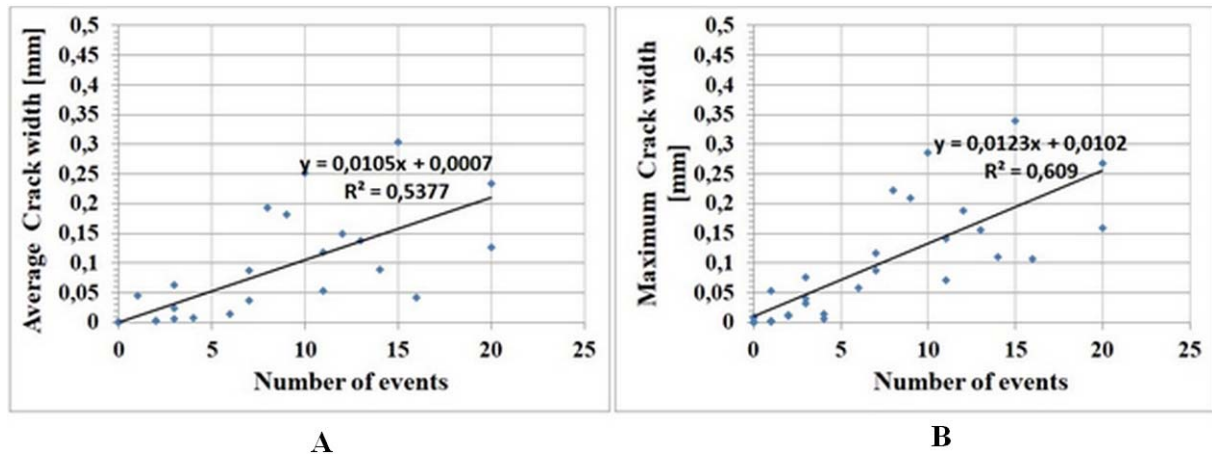 Average Crack width [mm]
0,5
0,45
0,4
0,35
0,3
0,25
0,2
0,15
0,1
0,05
0
y = 0,0105x + 0,0007
R² = 0,5377
0 5 10 15 20 25
Number of events
A
Maximum Crack width
[mm]
0,5
0,45
0,4
0,35
0,3
0,25
0,2
0,15
0,1
0,05
0
y = 0,0123x + 0,0102
R² = 0,609
0 5 10 15 20 25
Number of events
B